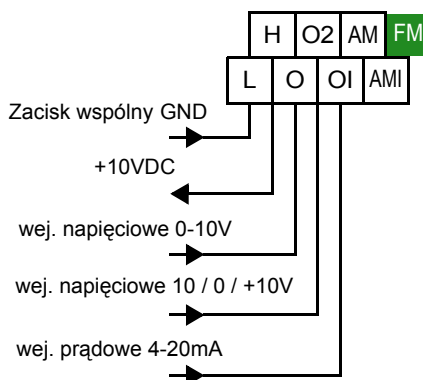 H O2 AM FM
L O OI AMI
Zacisk wspólny GND
+10VDC
wej. napięciowe 0-10V
wej. napięciowe 10 / 0 / +10V
wej. prądowe 4-20mA